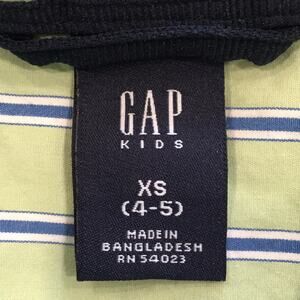 GAP
KIDS
XS
(4-5)
MADE IN
BANGLADESH
RN 54023